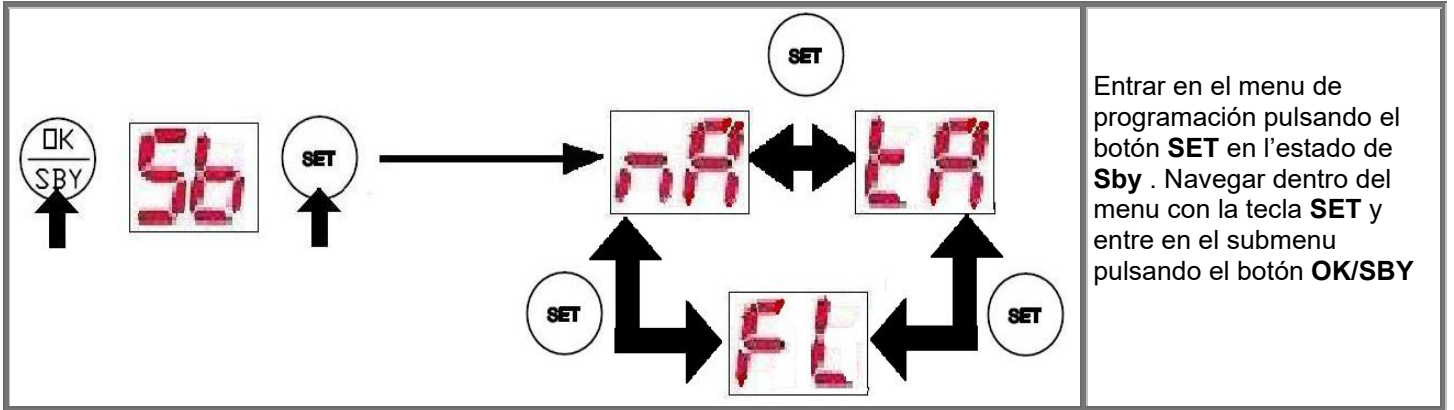 OK
SBY
Sb
SET
SET
nA
tA
SET
SET
FL
Entrar en el menu de
programación pulsando el
botón SET en l’estado de
Sby . Navegar dentro del
menu con la tecla SET y
entre en el submenu
pulsando el botón OK/SBY